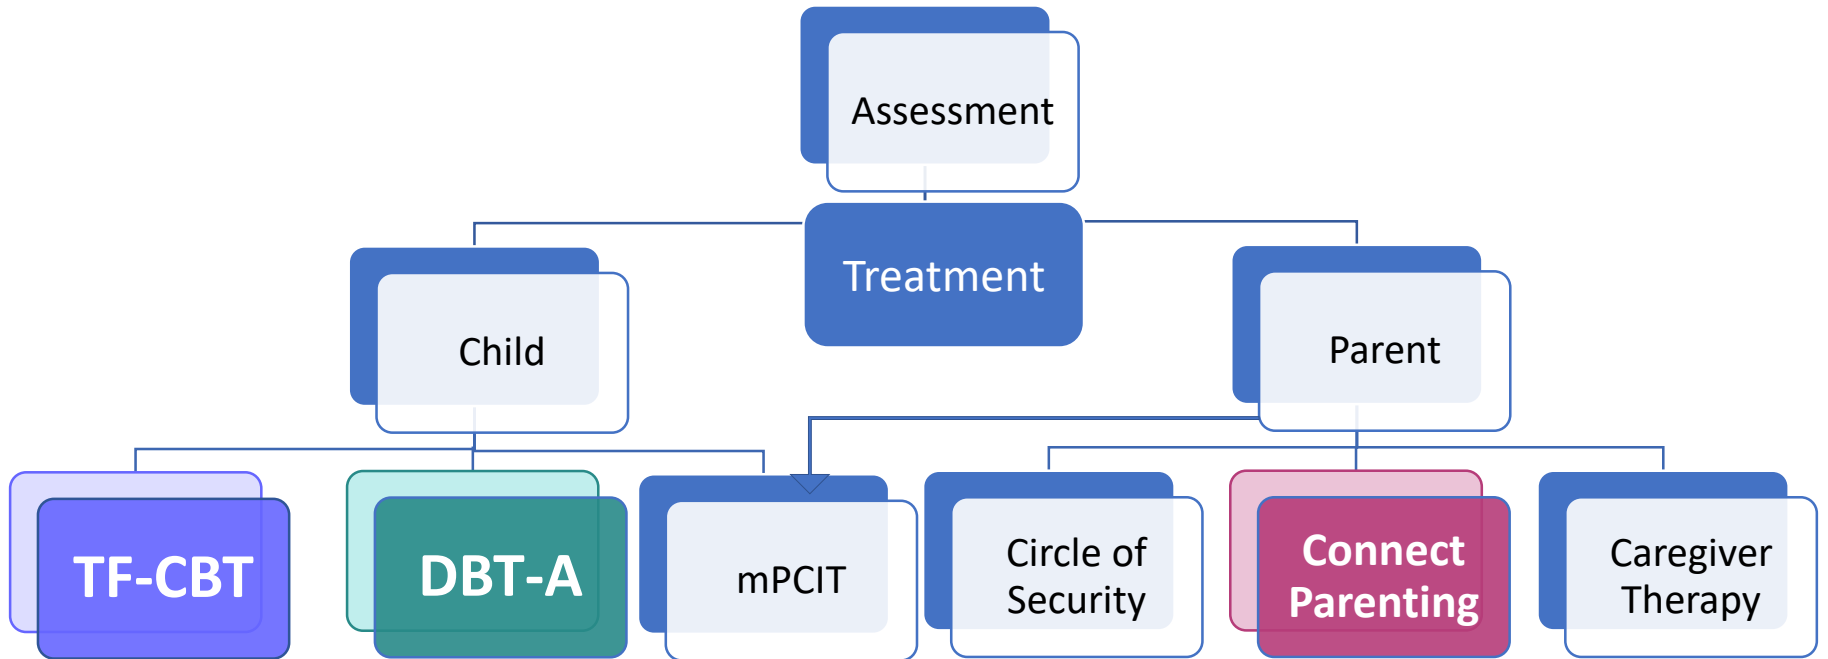 Assessment
Treatment
Child
Parent
TF-CBT
DBT-A
mPCIT
Circle of
Security
Connect
Parenting
Caregiver
Therapy